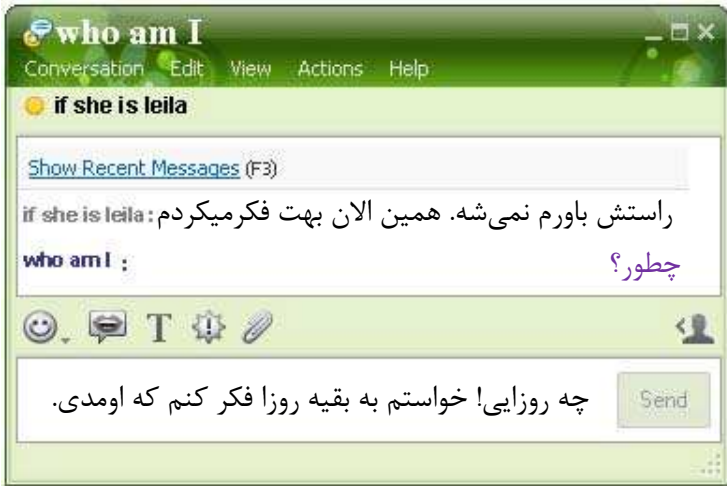 who am I
Conversation Edit View Actions Help
if she is leila
Show Recent Messages (F3)
if she is leila: راستش باورم نمی‌شه. همین الان بهت فکرمیکردم
who am I : چطور؟
T
چه روزایی! خواستم به بقیه روزا فکر کنم که اومدی.
Send